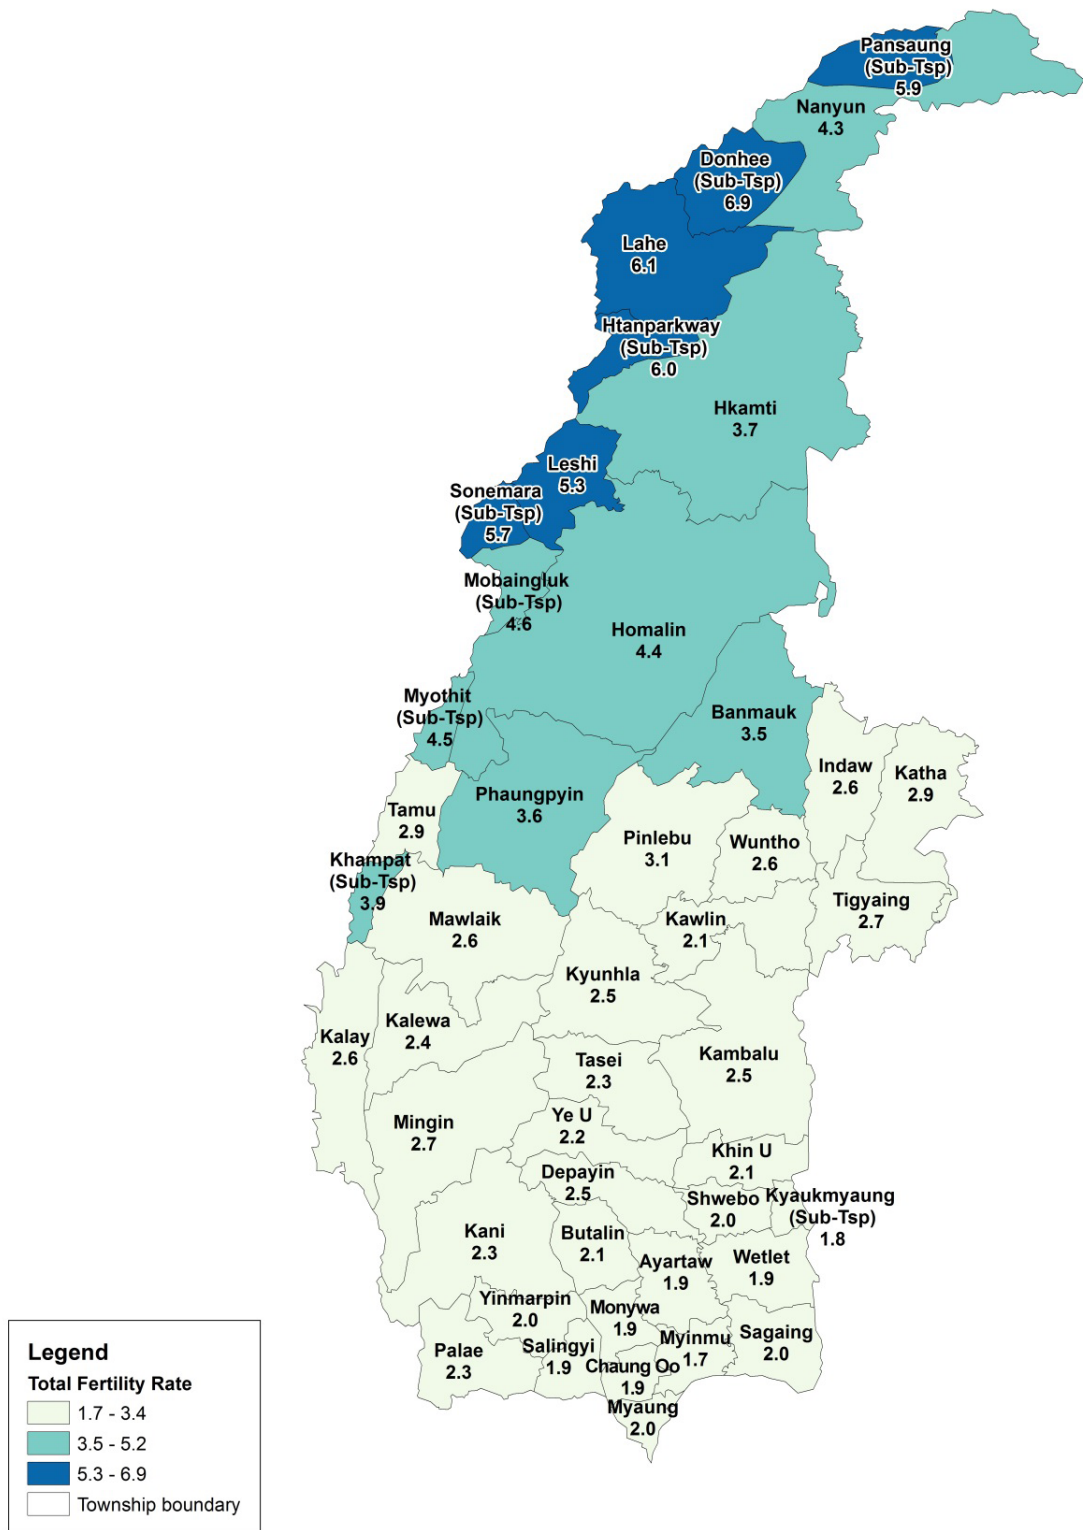 Pansaung
(Sub-Tsp)
5.9
Nanyun
4.3
Donhee
(Sub-Tsp)
6.9
Lahe
6.1
Htanparkway
(Sub-Tsp)
6.0
Hkamti
3.7
Leshi
5.3
Sonemara
(Sub-Tsp)
5.7
Mobaingluk
(Sub-Tsp)
4.6
Homalin
4.4
Myothit
(Sub-Tsp)
4.5
Banmauk
3.5
Indaw
2.6
Katha
2.9
Phaungpyin
3.6
Tamu
2.9
Pinlebu
3.1
Wuntho
2.6
Khampat
(Sub-Tsp)
3.9
Tigyaing
2.7
Mawlaik
2.6
Kawlin
2.1
Kyunhla
2.5
Kalewa
2.4
Kalay
2.6
Tasei
2.3
Kambalu
2.5
Mingin
2.7
Ye U
2.2
Khin U
2.1
Depayin
2.5
Shwebo
2.0
Kyaukmyaung
(Sub-Tsp)
1.8
Kani
2.3
Butalin
2.1
Ayartaw
1.9
Wetlet
1.9
Yinmarpin
2.0
Monywa
1.9
Palae
2.3
Salingyi
1.9
Chaung Oo
1.9
Myinmu
1.7
Sagaing
2.0
Myaung
2.0
Legend
Total Fertility Rate
1.7 - 3.4
3.5 - 5.2
5.3 - 6.9
Township boundary